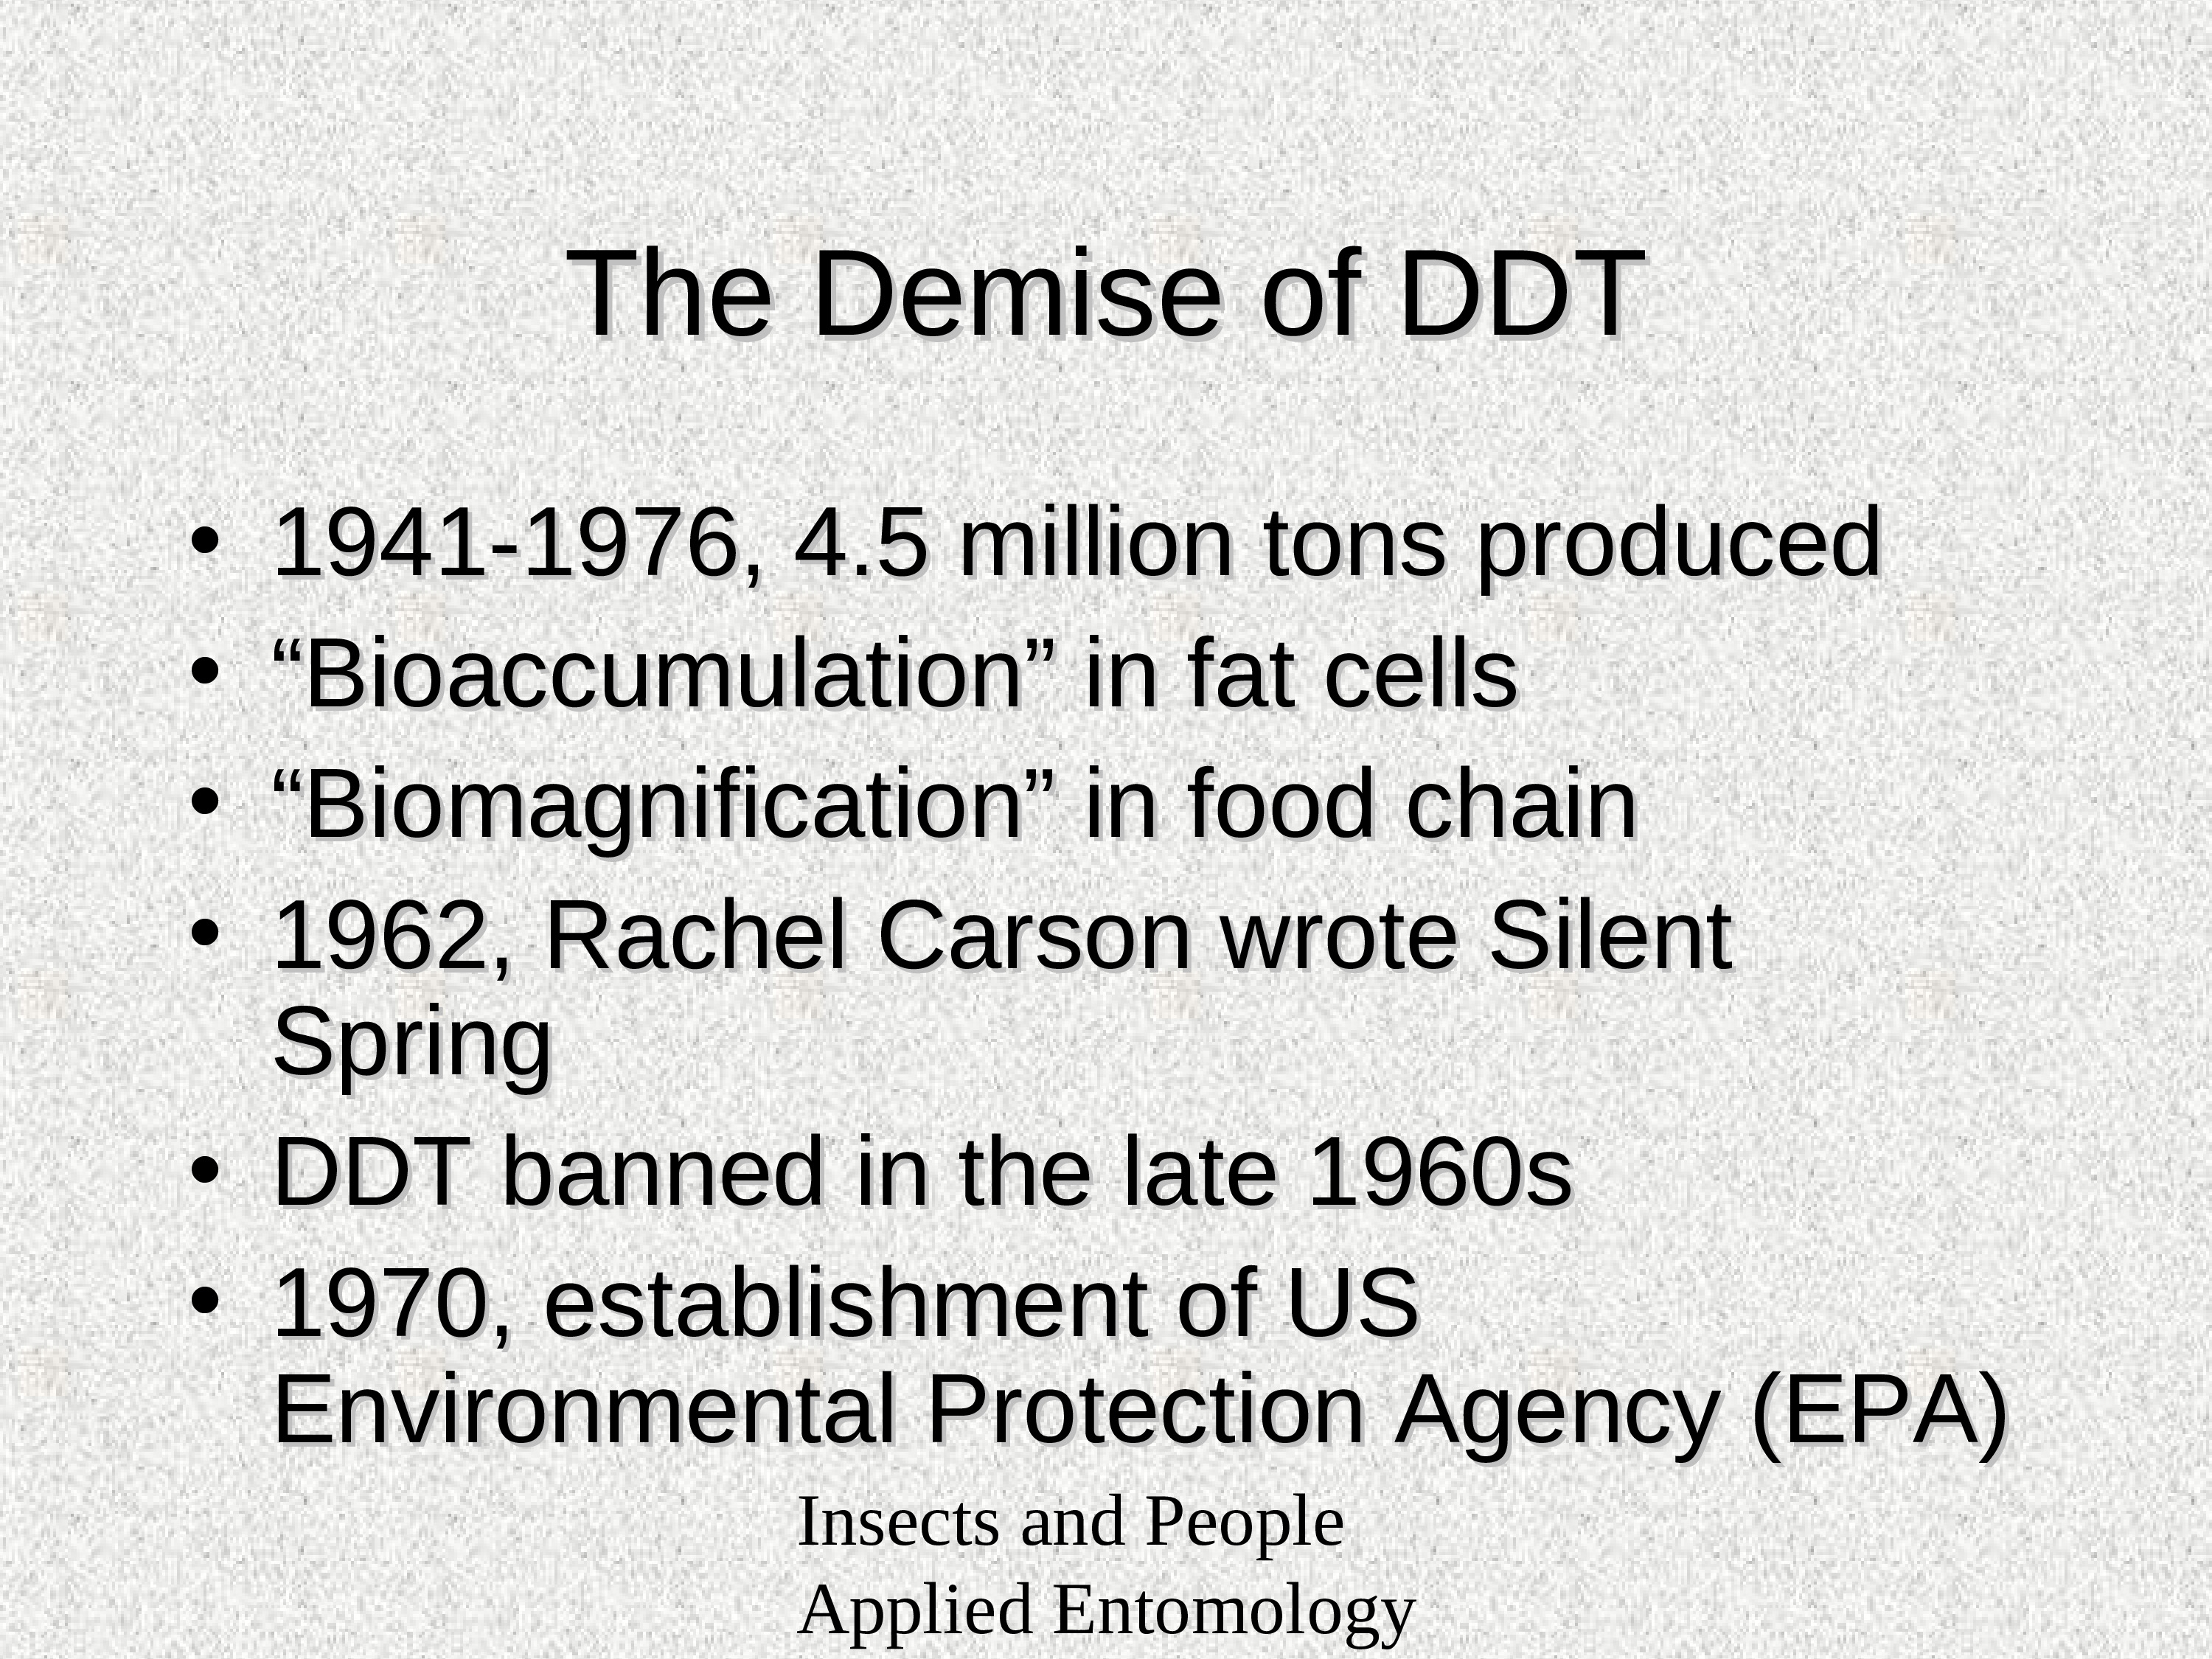 The Demise of DDT
• 1941-1976, 4.5 million tons produced
• “Bioaccumulation” in fat cells
• “Biomagnification” in food chain
• 1962, Rachel Carson wrote Silent
Spring
• DDT banned in the late 1960s
• 1970, establishment of US
Environmental Protection Agency (EPA)
Insects and People
Applied Entomology